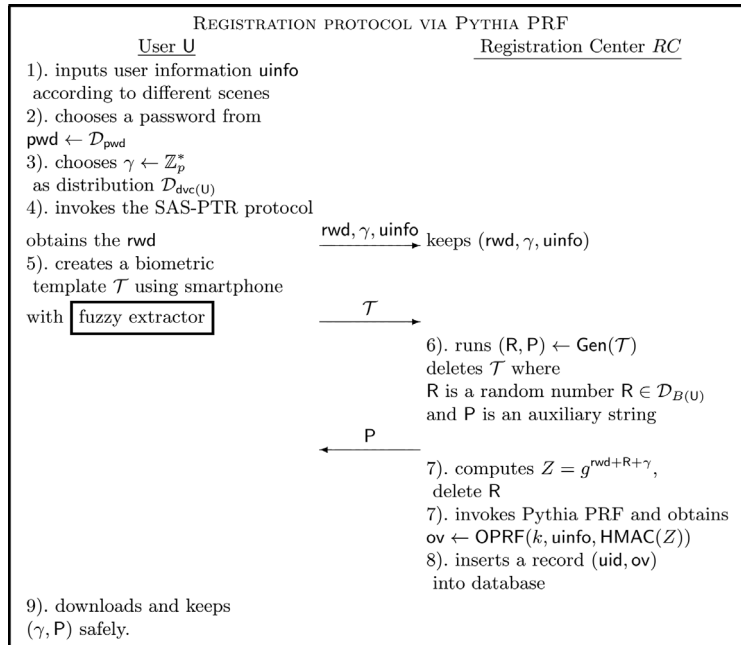 REGISTRATION PROTOCOL VIA PYTHIA PRF
User U
Registration Center RC
1). inputs user information uinfo
according to different scenes
2). chooses a password from
pwd ← 𝒟_pwd
3). chooses γ ← ℤ*_p
as distribution 𝒟_dvc(U)
4). invokes the SAS-PTR protocol
obtains the rwd
rwd, γ, uinfo
keeps (rwd, γ, uinfo)
5). creates a biometric
template 𝒯 using smartphone
with fuzzy extractor
𝒯
6). runs (R, P) ← Gen(𝒯)
deletes 𝒯 where
R is a random number R ∈ 𝒟_B(U)
and P is an auxiliary string
P
7). computes Z = g^{rwd+R+γ},
delete R
7). invokes Pythia PRF and obtains
ov ← OPRF(k, uinfo, HMAC(Z))
8). inserts a record (uid, ov)
into database
9). downloads and keeps
(γ, P) safely.